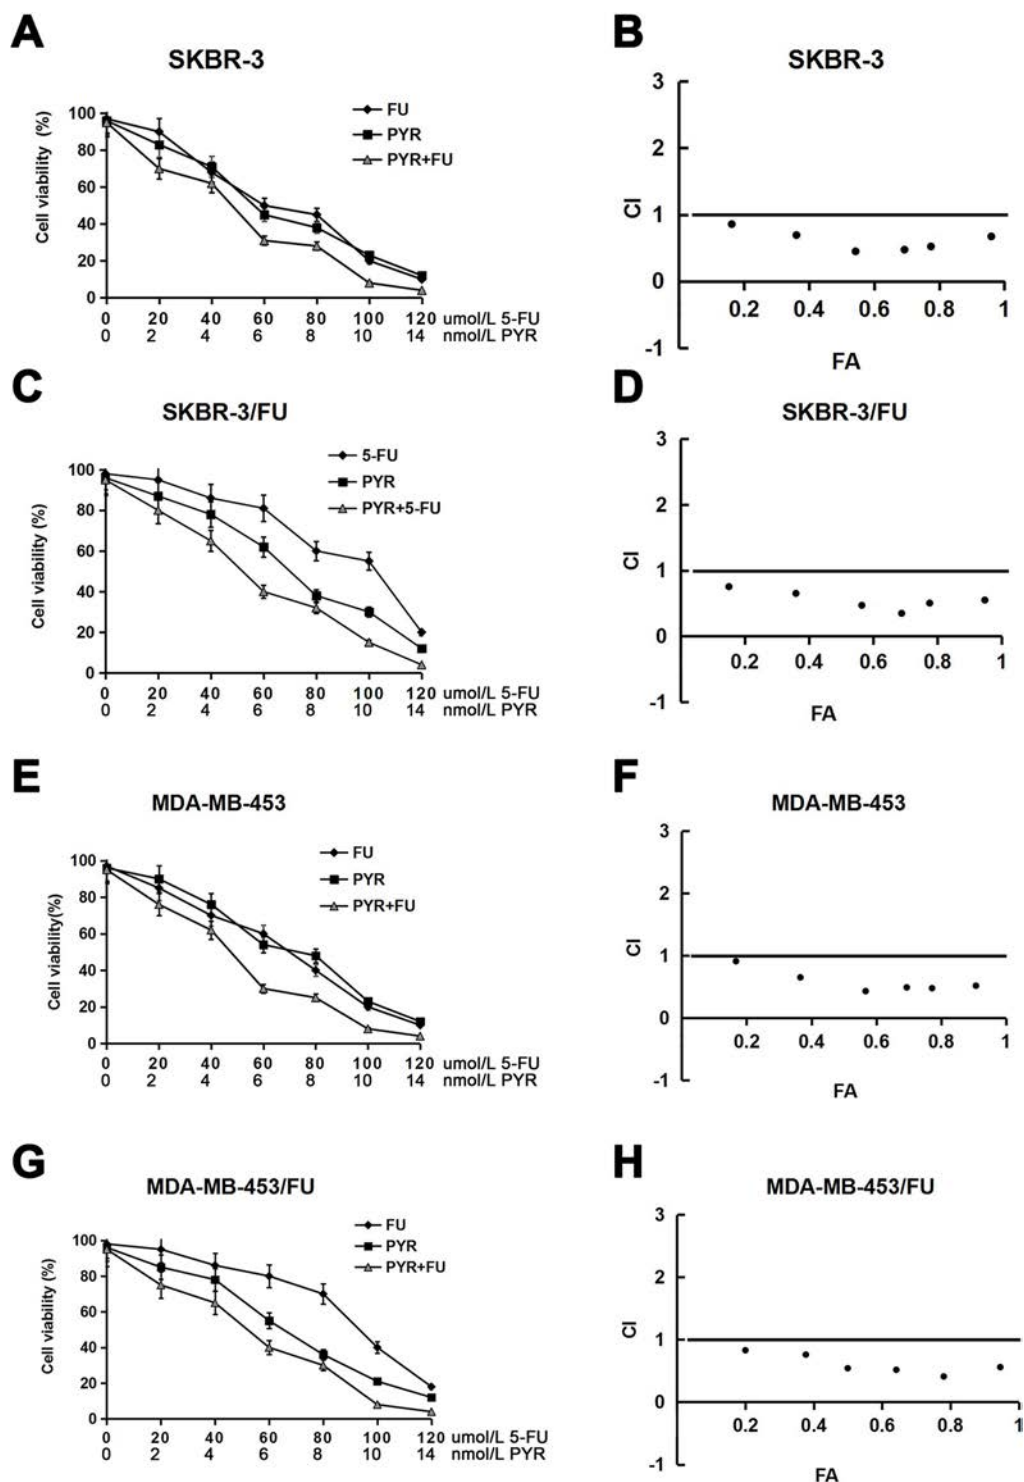 A
SKBR-3
Cell viability (%)
100
80
60
40
20
0
FU
PYR
PYR+FU
0 20 40 60 80 100 120 umol/L 5-FU
0 2 4 6 8 10 14 nmol/L PYR
B
SKBR-3
CI
3
2
1
0
-1
0.2 0.4 0.6 0.8 1
FA
C
SKBR-3/FU
Cell viability (%)
100
80
60
40
20
0
5-FU
PYR
PYR+5-FU
0 20 40 60 80 100 120 umol/L 5-FU
0 2 4 6 8 10 14 nmol/L PYR
D
SKBR-3/FU
CI
3
2
1
0
-1
0.2 0.4 0.6 0.8 1
FA
E
MDA-MB-453
Cell viability(%)
100
80
60
40
20
0
FU
PYR
PYR+FU
0 20 40 60 80 100 120 umol/L 5-FU
0 2 4 6 8 10 14 nmol/L PYR
F
MDA-MB-453
CI
3
2
1
0
-1
0.2 0.4 0.6 0.8 1
FA
G
MDA-MB-453/FU
Cell viability (%)
100
80
60
40
20
0
FU
PYR
PYR+FU
0 20 40 60 80 100 120 umol/L 5-FU
0 2 4 6 8 10 14 nmol/L PYR
H
MDA-MB-453/FU
CI
3
2
1
0
-1
0.2 0.4 0.6 0.8 1
FA